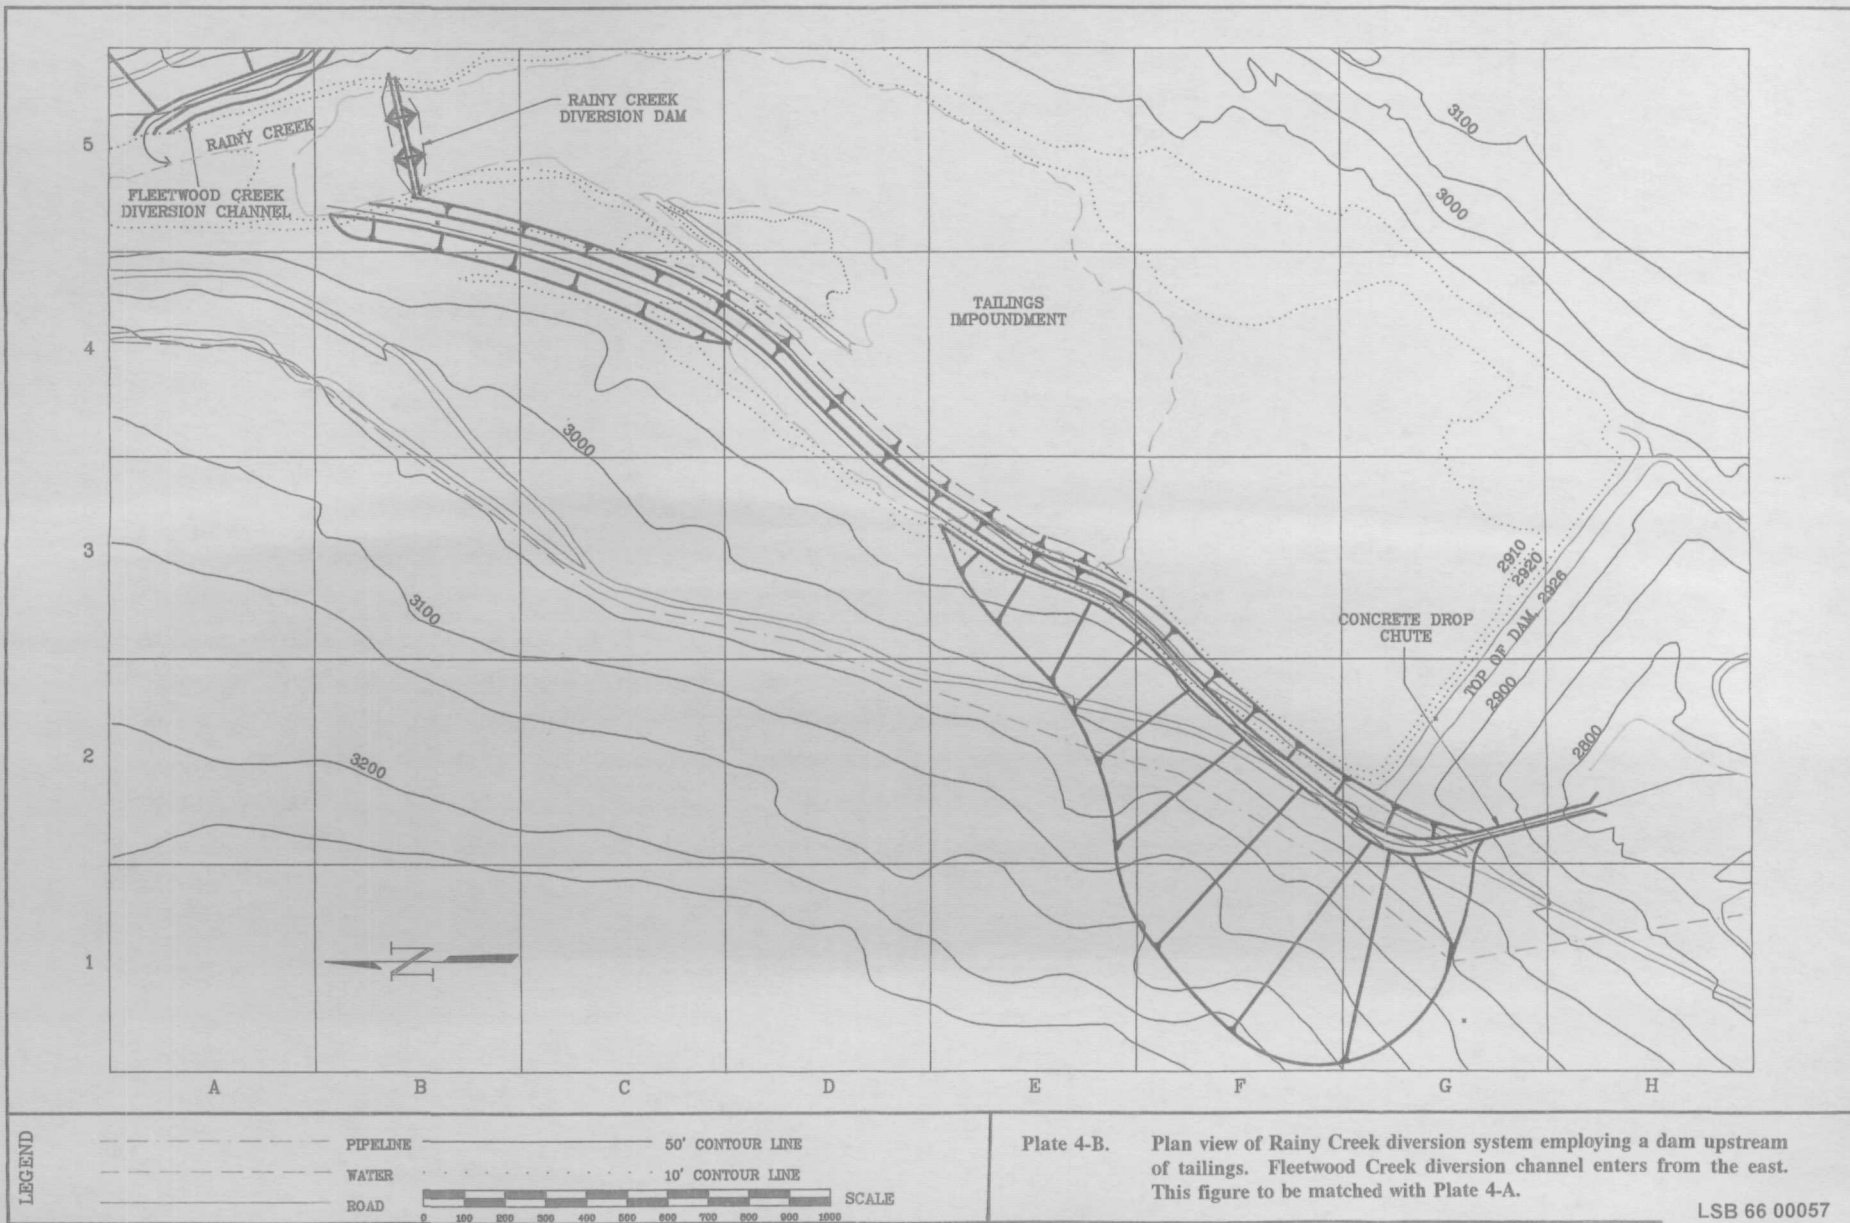 5
4
3
2
1
RAINY CREEK
FLEETWOOD CREEK
DIVERSION CHANNEL
RAINY CREEK
DIVERSION DAM
TAILINGS
IMPOUNDMENT
3100
3000
3000
3100
3200
2910
2920
TOP OF DAM, 2926
2900
2800
CONCRETE DROP
CHUTE
N
A B C D E F G H
LEGEND
PIPELINE
WATER
ROAD
50' CONTOUR LINE
10' CONTOUR LINE
SCALE
0 100 200 300 400 500 600 700 800 900 1000
Plate 4-B. Plan view of Rainy Creek diversion system employing a dam upstream
of tailings. Fleetwood Creek diversion channel enters from the east.
This figure to be matched with Plate 4-A.
LSB 66 00057